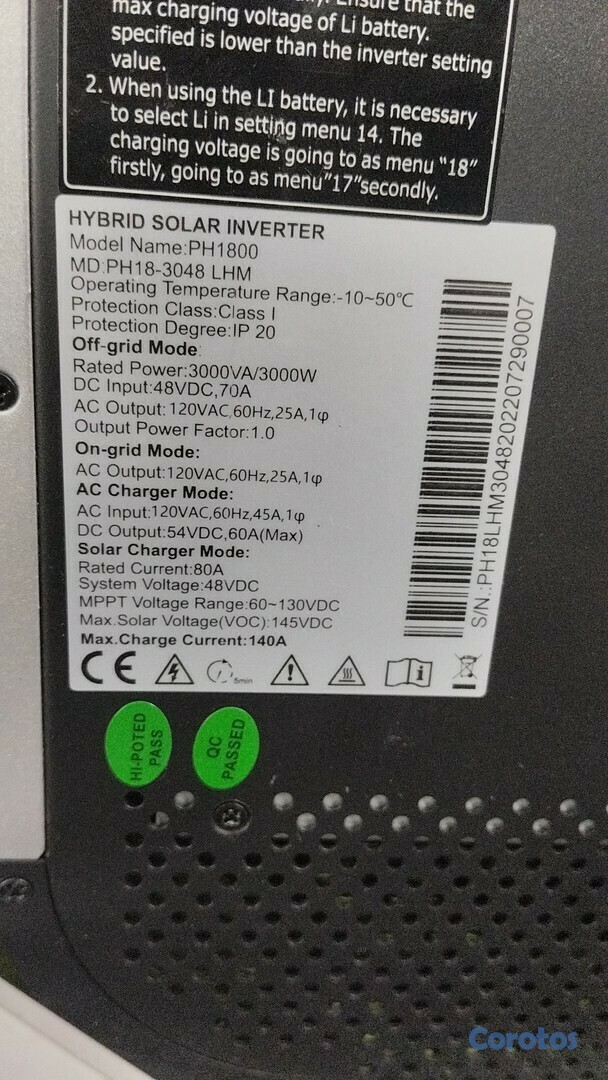 max charging voltage of Li battery.
specified is lower than the inverter setting
value.
2. When using the LI battery, it is necessary
to select Li in setting menu 14. The
charging voltage is going to as menu "18"
firstly, going to as menu"17"secondly.
HYBRID SOLAR INVERTER
Model Name:PH1800
MD:PH18-3048 LHM
Operating Temperature Range:-10~50℃
Protection Class:Class I
Protection Degree:IP 20
Off-grid Mode:
Rated Power:3000VA/3000W
DC Input:48VDC,70A
AC Output:120VAC,60Hz,25A,1φ
Output Power Factor:1.0
On-grid Mode:
AC Output:120VAC,60Hz,25A,1φ
AC Charger Mode:
AC Input:120VAC,60Hz,45A,1φ
DC Output:54VDC,60A(Max)
Solar Charger Mode:
Rated Current:80A
System Voltage:48VDC
MPPT Voltage Range:60~130VDC
Max.Solar Voltage(VOC):145VDC
Max.Charge Current:140A
S/N.:PH18LHM3048202207290007
CE
5min
HI-POTED
PASS
QC
PASSED
Corotos